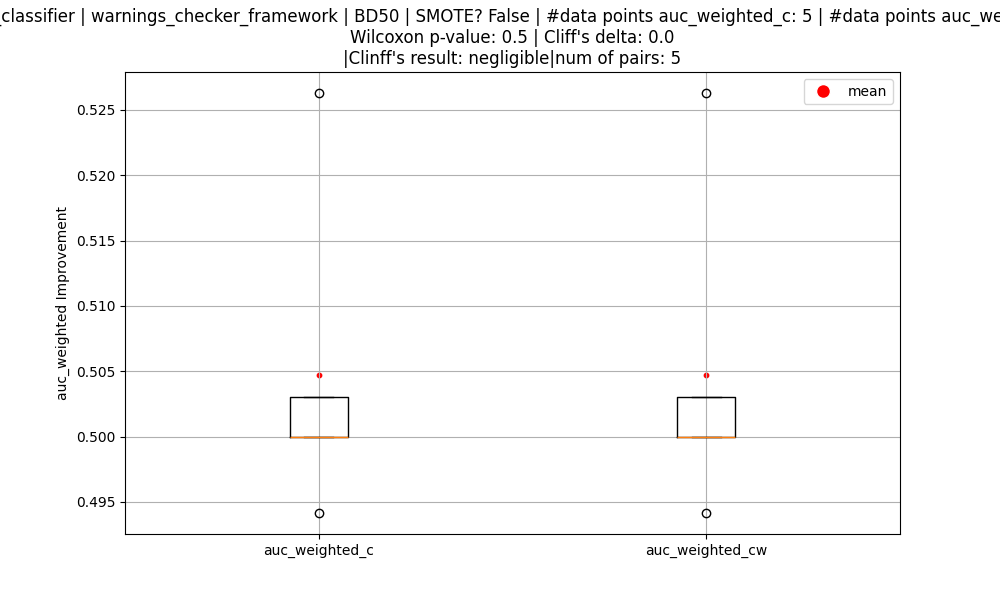 _classifier | warnings_checker_framework | BD50 | SMOTE? False | #data points auc_weighted_c: 5 | #data points auc_we
Wilcoxon p-value: 0.5 | Cliff's delta: 0.0
|Clinff's result: negligible|num of pairs: 5
mean
0.525
0.520
0.515
0.510
0.505
0.500
0.495
auc_weighted Improvement
auc_weighted_c
auc_weighted_cw